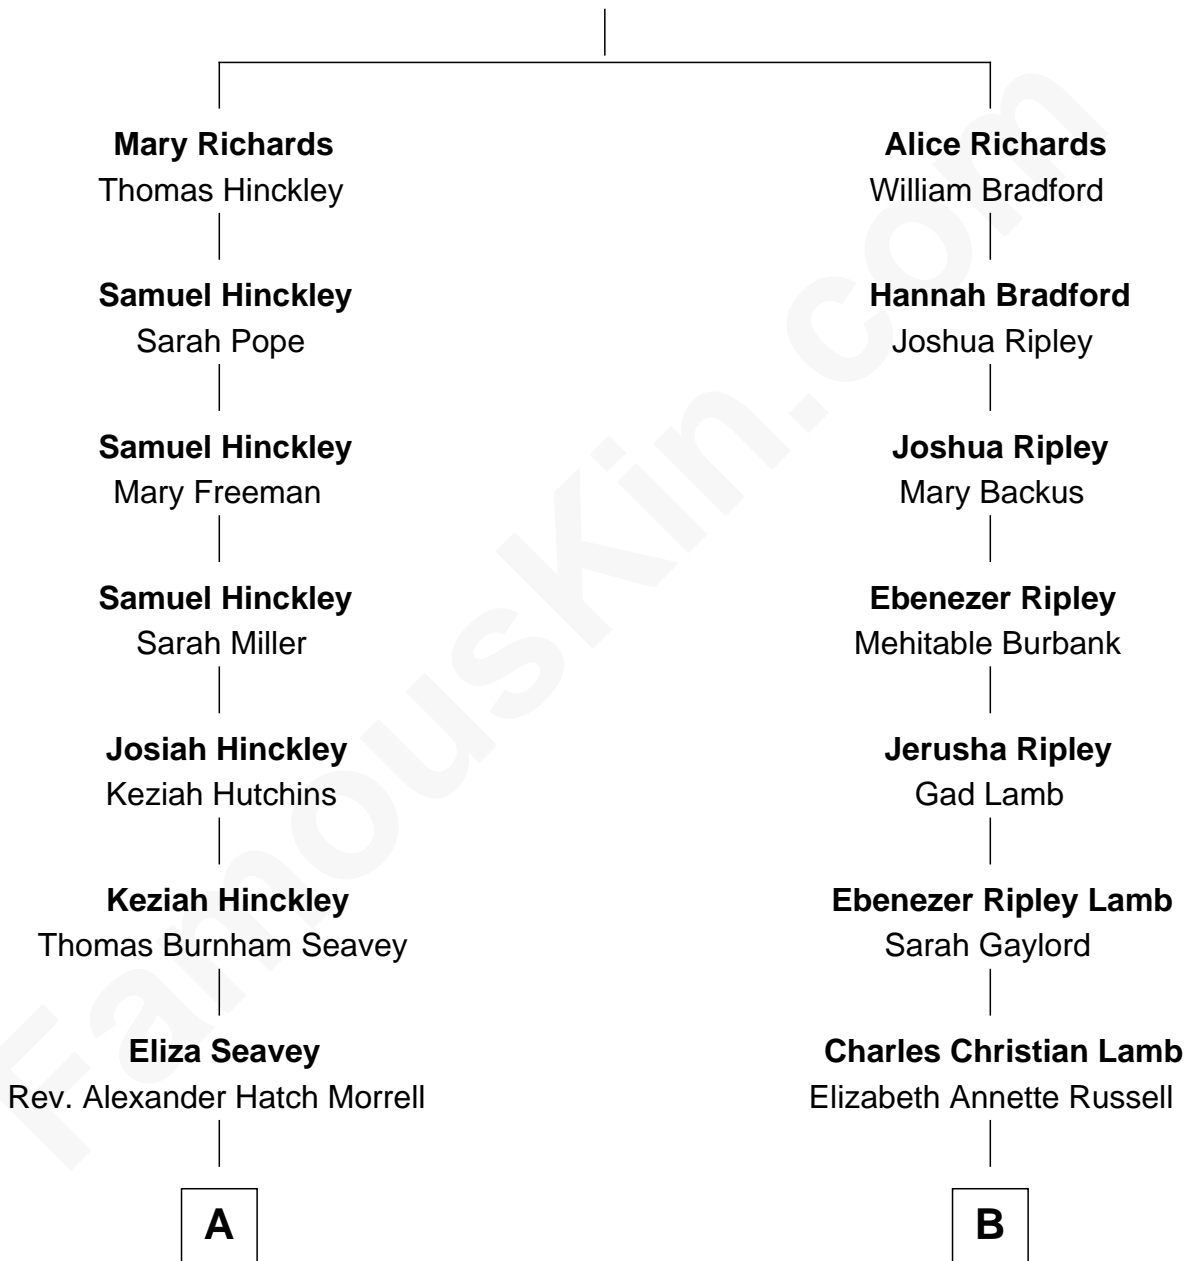 Mary Richards
Thomas Hinckley
Alice Richards
William Bradford
Samuel Hinckley
Sarah Pope
Hannah Bradford
Joshua Ripley
Samuel Hinckley
Mary Freeman
Joshua Ripley
Mary Backus
Samuel Hinckley
Sarah Miller
Ebenezer Ripley
Mehitable Burbank
Josiah Hinckley
Keziah Hutchins
Jerusha Ripley
Gad Lamb
Keziah Hinckley
Thomas Burnham Seavey
Ebenezer Ripley Lamb
Sarah Gaylord
Eliza Seavey
Rev. Alexander Hatch Morrell
Charles Christian Lamb
Elizabeth Annette Russell
A
B
FamousKin.com